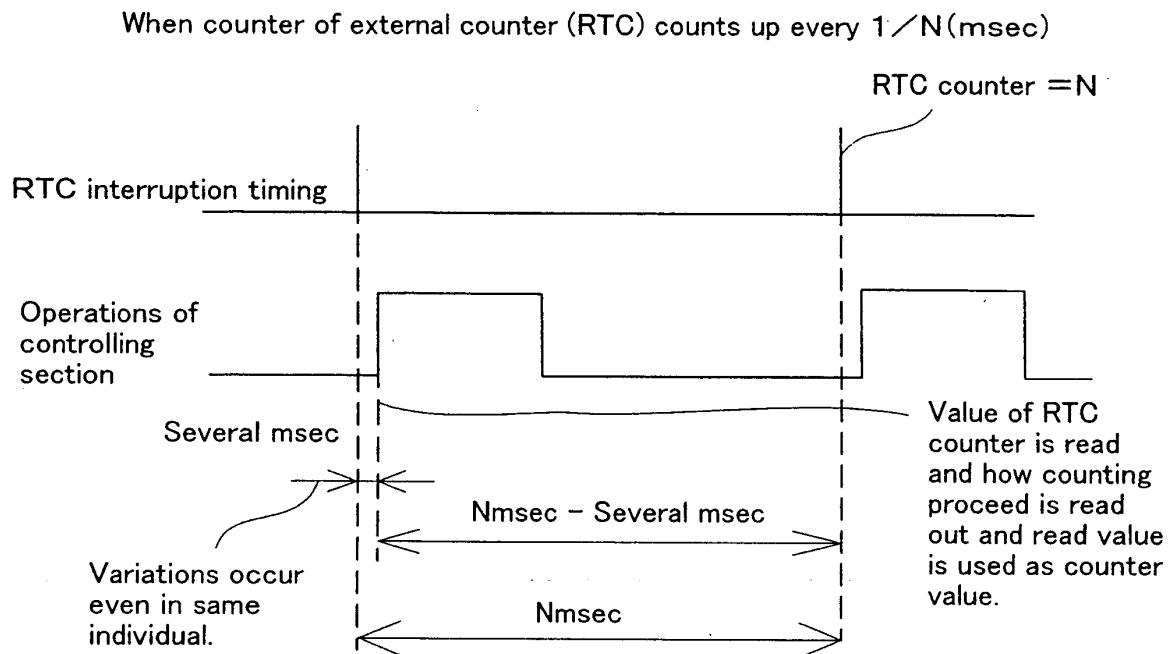 When counter of external counter (RTC) counts up every 1／N(msec)
RTC counter ＝N
RTC interruption timing
Operations of
controlling
section
Several msec
Nmsec − Several msec
Value of RTC
counter is read
and how counting
proceed is read
out and read value
is used as counter
value.
Variations occur
even in same
individual.
Nmsec